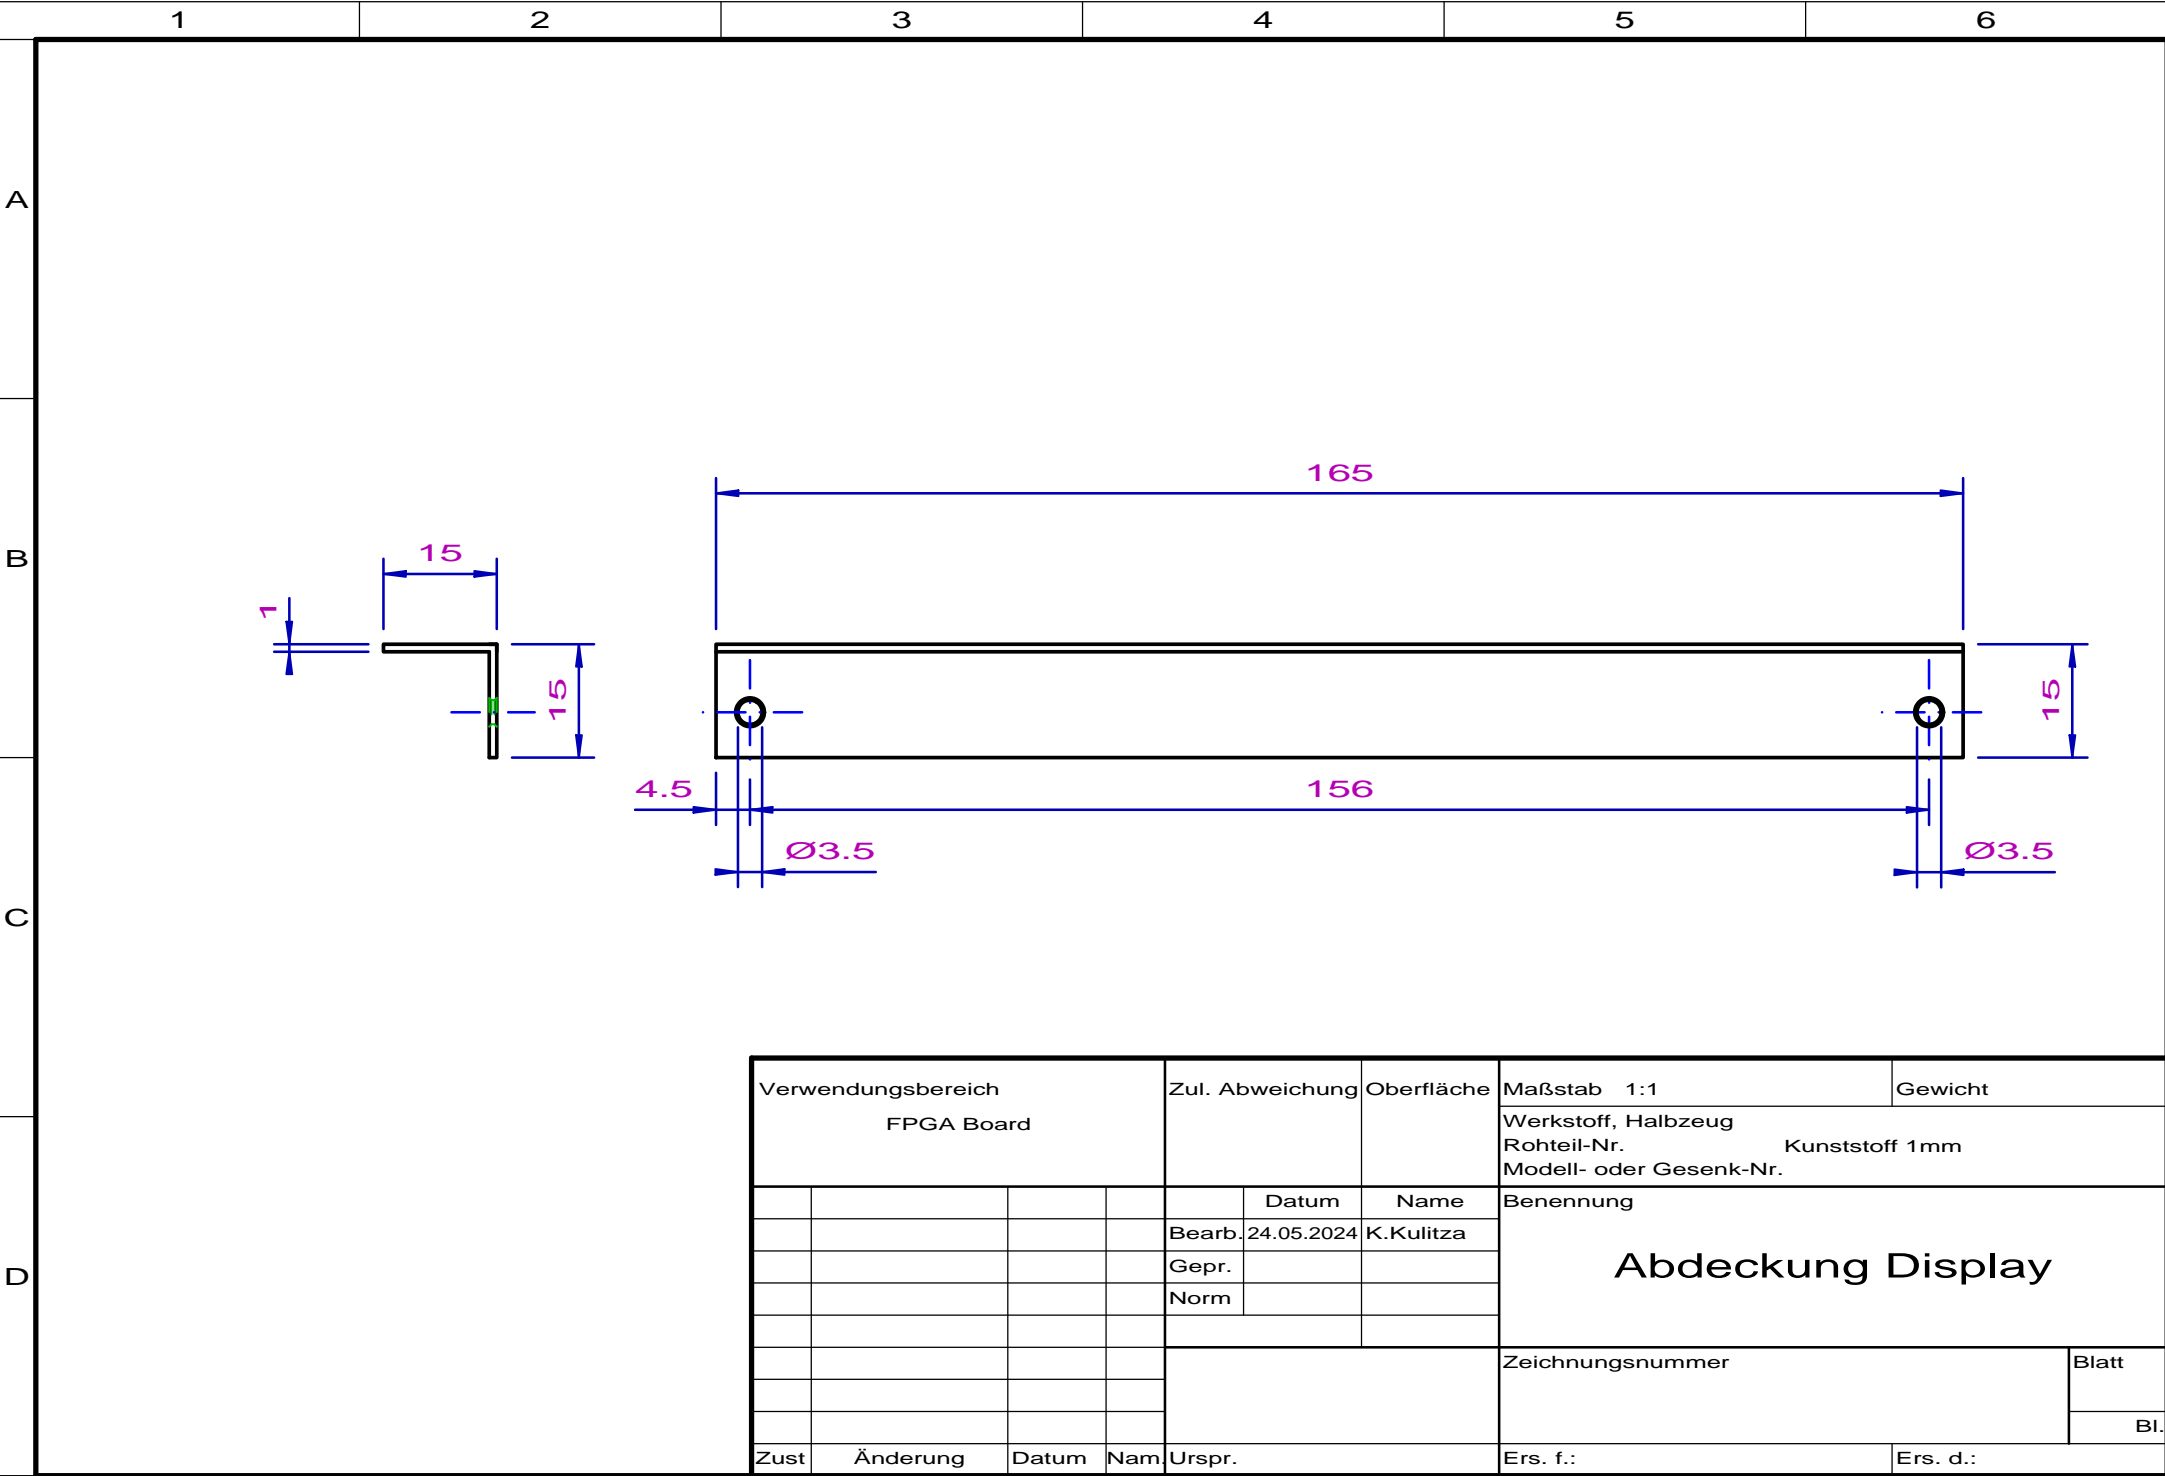 1 2 3 4 5 6
A
B
C
D
165
15
1
15
15
4.5
156
Ø3.5
Ø3.5
Verwendungsbereich
FPGA Board
Zul. Abweichung
Oberfläche
Maßstab 1:1
Gewicht
Werkstoff, Halbzeug
Rohteil-Nr. Kunststoff 1mm
Modell- oder Gesenk-Nr.
Datum Name
Bearb. 24.05.2024 K.Kulitza
Gepr.
Norm
Benennung
Abdeckung Display
Zeichnungsnummer
Blatt
Bl.
Zust Änderung Datum Nam. Urspr. Ers. f.: Ers. d.: